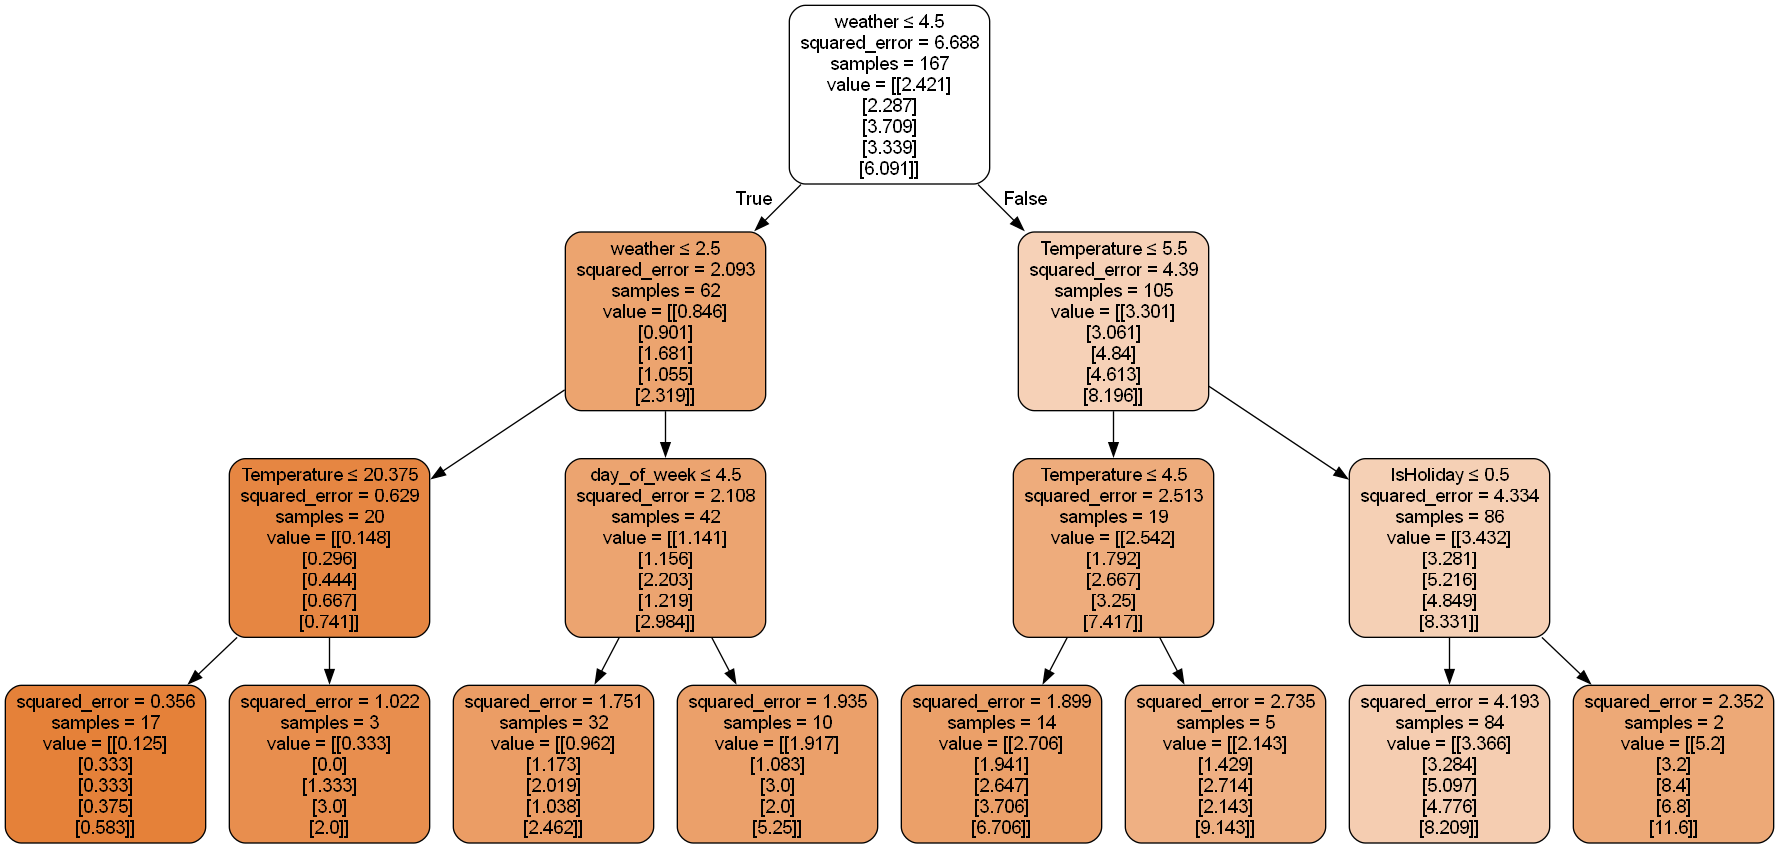 weather ≤ 4.5
squared_error = 6.688
samples = 167
value = [[2.421]
[2.287]
[3.709]
[3.339]
[6.091]]
True
False
weather ≤ 2.5
squared_error = 2.093
samples = 62
value = [[0.846]
[0.901]
[1.681]
[1.055]
[2.319]]
Temperature ≤ 5.5
squared_error = 4.39
samples = 105
value = [[3.301]
[3.061]
[4.84]
[4.613]
[8.196]]
Temperature ≤ 20.375
squared_error = 0.629
samples = 20
value = [[0.148]
[0.296]
[0.444]
[0.667]
[0.741]]
day_of_week ≤ 4.5
squared_error = 2.108
samples = 42
value = [[1.141]
[1.156]
[2.203]
[1.219]
[2.984]]
Temperature ≤ 4.5
squared_error = 2.513
samples = 19
value = [[2.542]
[1.792]
[2.667]
[3.25]
[7.417]]
IsHoliday ≤ 0.5
squared_error = 4.334
samples = 86
value = [[3.432]
[3.281]
[5.216]
[4.849]
[8.331]]
squared_error = 0.356
samples = 17
value = [[0.125]
[0.333]
[0.333]
[0.375]
[0.583]]
squared_error = 1.022
samples = 3
value = [[0.333]
[0.0]
[1.333]
[3.0]
[2.0]]
squared_error = 1.751
samples = 32
value = [[0.962]
[1.173]
[2.019]
[1.038]
[2.462]]
squared_error = 1.935
samples = 10
value = [[1.917]
[1.083]
[3.0]
[2.0]
[5.25]]
squared_error = 1.899
samples = 14
value = [[2.706]
[1.941]
[2.647]
[3.706]
[6.706]]
squared_error = 2.735
samples = 5
value = [[2.143]
[1.429]
[2.714]
[2.143]
[9.143]]
squared_error = 4.193
samples = 84
value = [[3.366]
[3.284]
[5.097]
[4.776]
[8.209]]
squared_error = 2.352
samples = 2
value = [[5.2]
[3.2]
[8.4]
[6.8]
[11.6]]